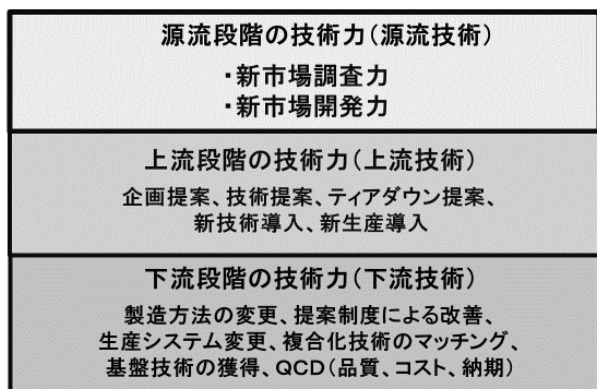 源流段階の技術力(源流技術)
・新市場調査力
・新市場開発力
上流段階の技術力(上流技術)
企画提案、技術提案、ティアダウン提案、
新技術導入、新生産導入
下流段階の技術力(下流技術)
製造方法の変更、提案制度による改善、
生産システム変更、複合化技術のマッチング、
基盤技術の獲得、QCD(品質、コスト、納期)